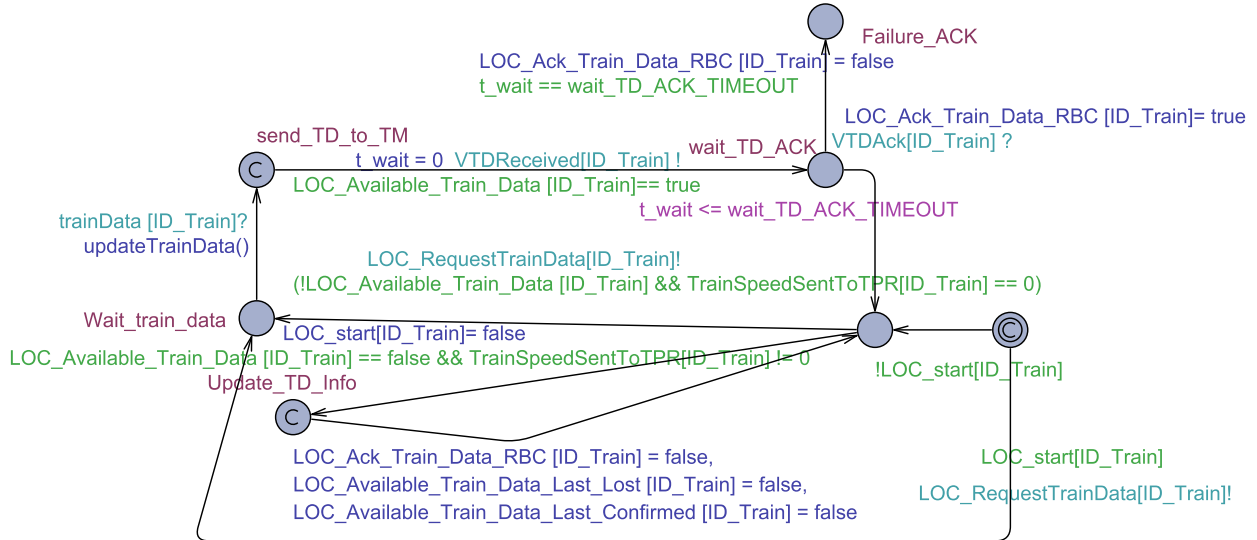 Failure_ACK
LOC_Ack_Train_Data_RBC [ID_Train] = false
t_wait == wait_TD_ACK_TIMEOUT
LOC_Ack_Train_Data_RBC [ID_Train]= true
VTDAck[ID_Train] ?
send_TD_to_TM
wait_TD_ACK
t_wait = 0 VTDReceived[ID_Train] !
C
LOC_Available_Train_Data [ID_Train]== true
t_wait <= wait_TD_ACK_TIMEOUT
trainData [ID_Train]?
updateTrainData()
LOC_RequestTrainData[ID_Train]!
(!LOC_Available_Train_Data [ID_Train] && TrainSpeedSentToTPR[ID_Train] == 0)
Wait_train_data
LOC_start[ID_Train]= false
C
LOC_Available_Train_Data [ID_Train] == false && TrainSpeedSentToTPR[ID_Train] != 0
!LOC_start[ID_Train]
Update_TD_Info
C
LOC_Ack_Train_Data_RBC [ID_Train] = false,
LOC_Available_Train_Data_Last_Lost [ID_Train] = false,
LOC_Available_Train_Data_Last_Confirmed [ID_Train] = false
LOC_start[ID_Train]
LOC_RequestTrainData[ID_Train]!